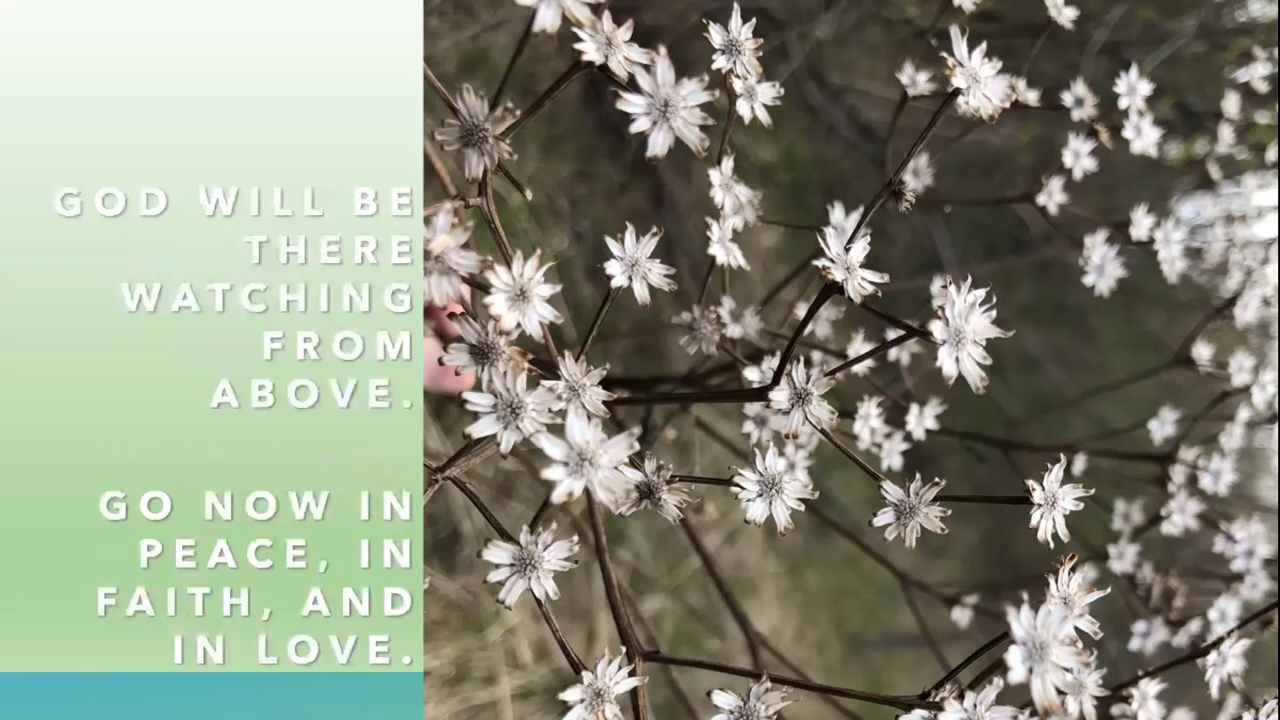 GOD WILL BE
THERE
WATCHING
FROM
ABOVE.
GO NOW IN
PEACE, IN
FAITH, AND
IN LOVE.